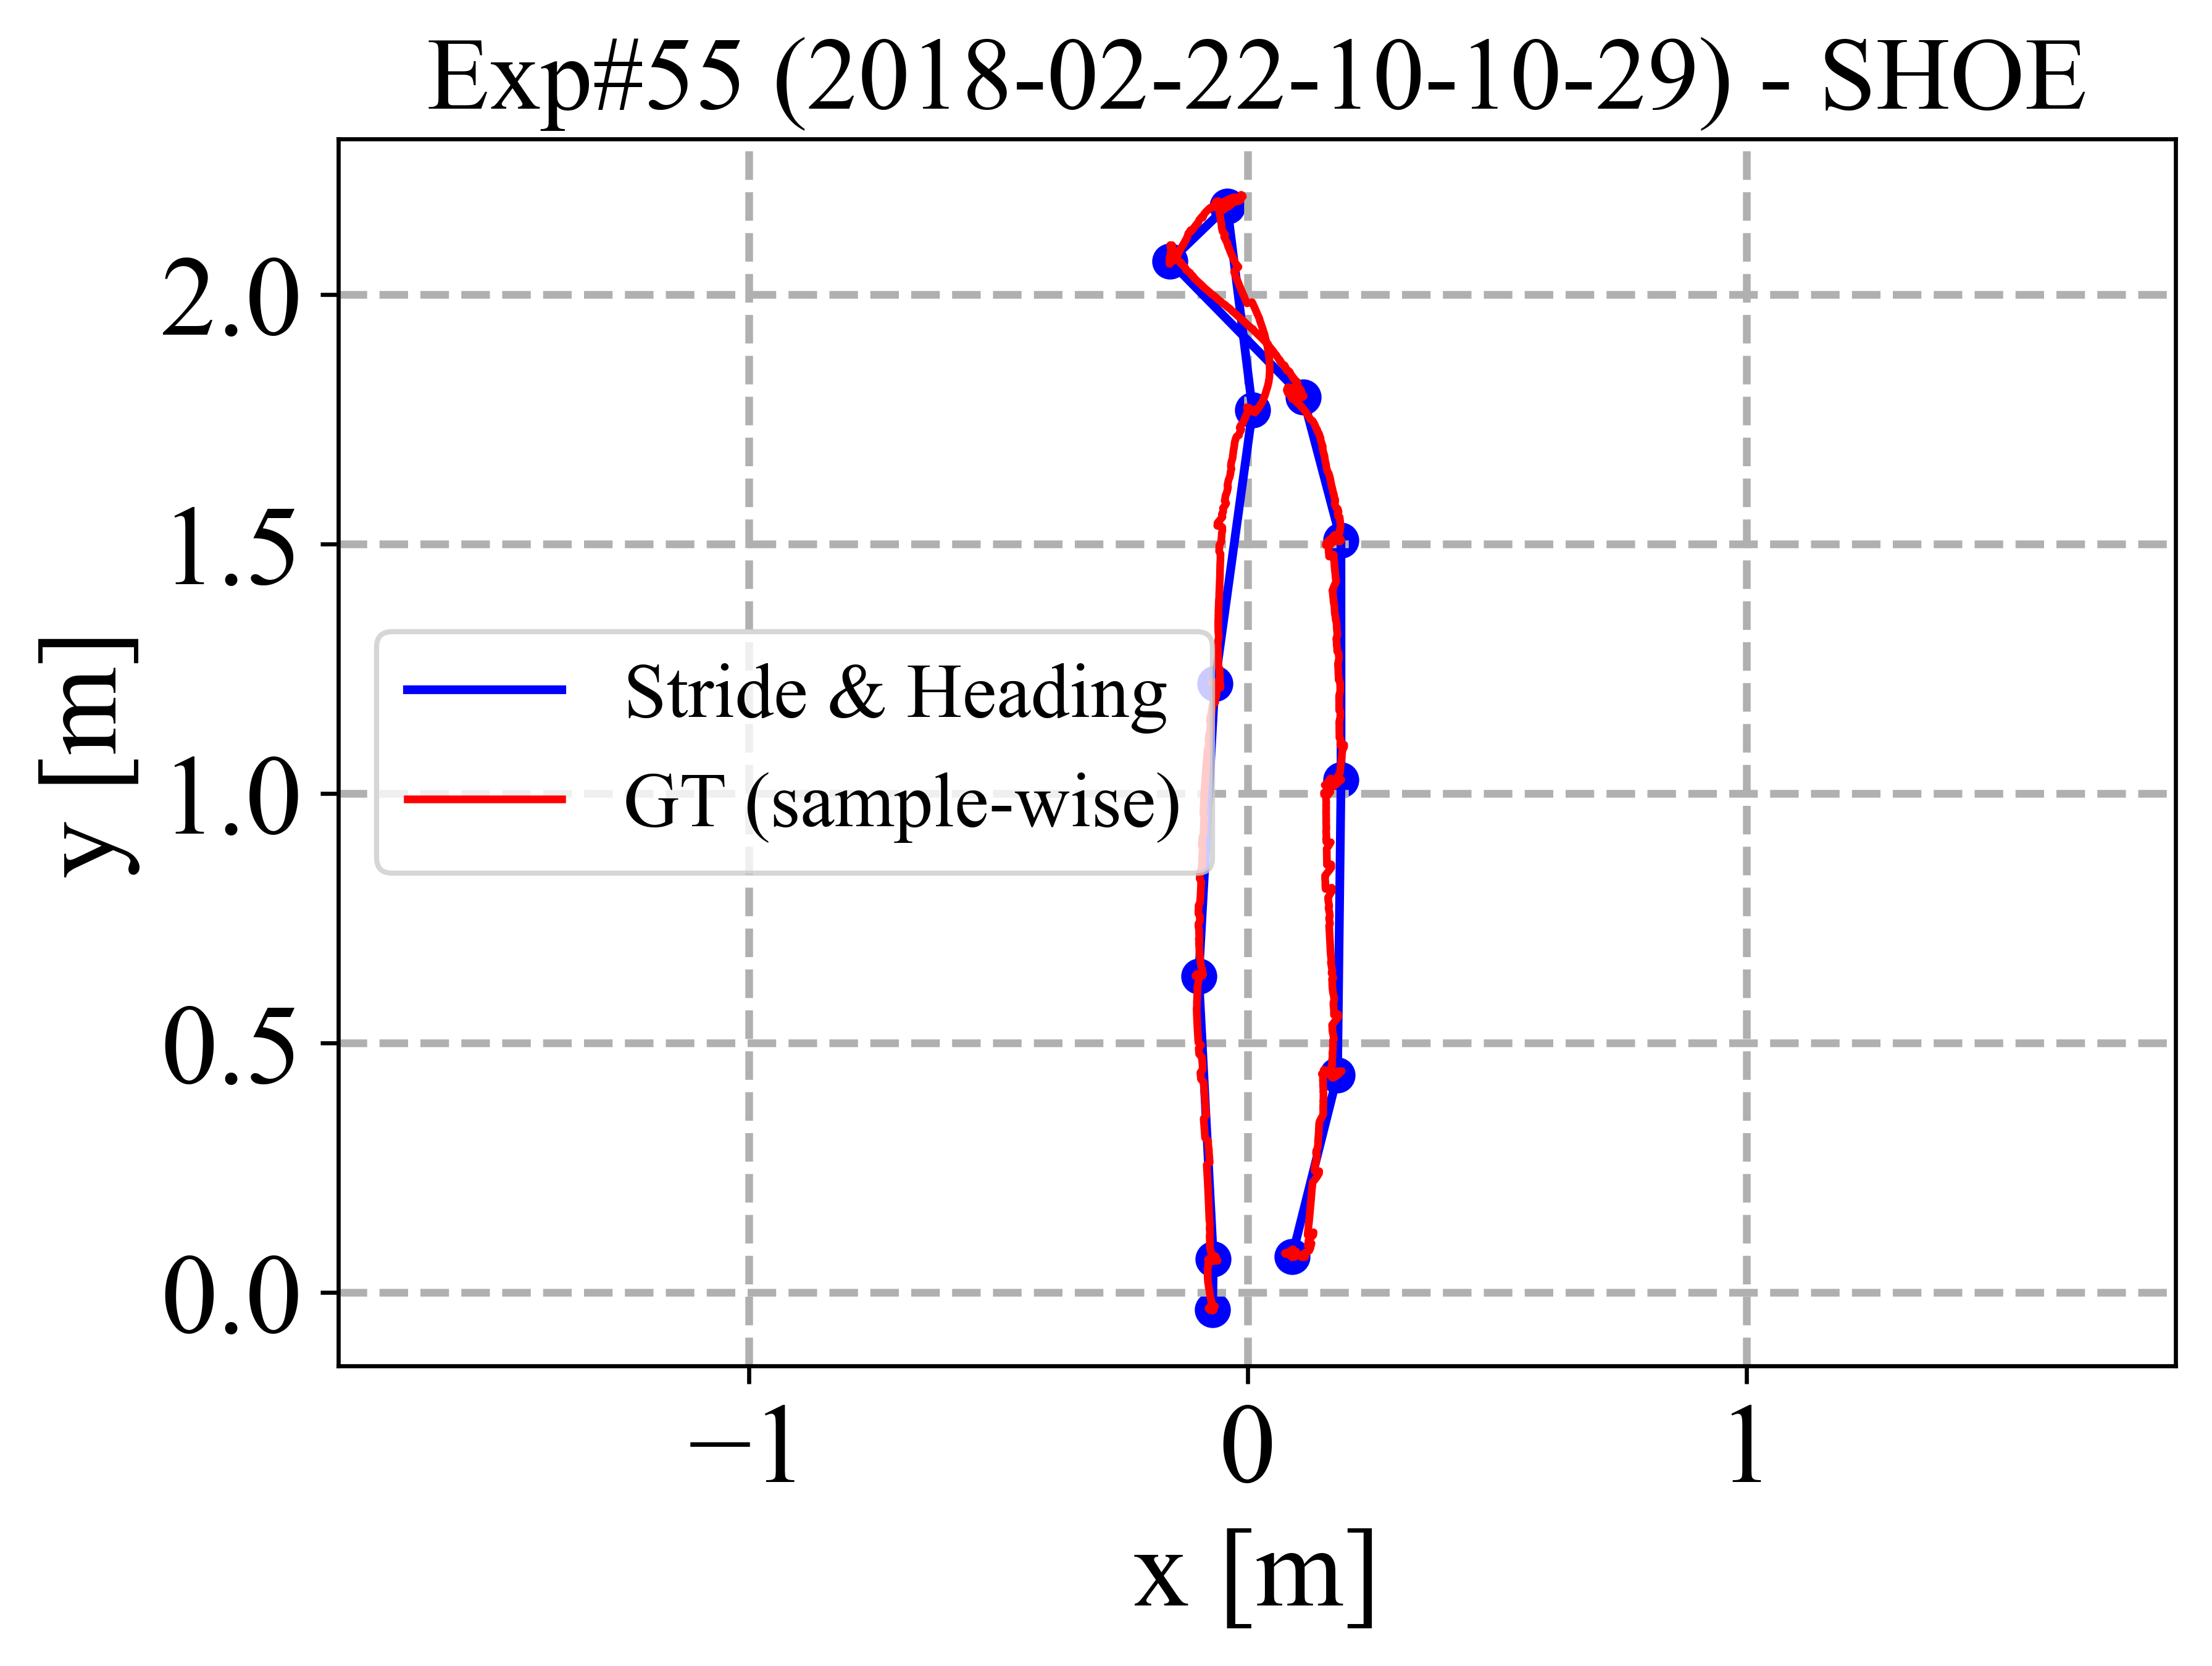 Exp#55 (2018-02-22-10-10-29) - SHOE
y [m]
2.0
1.5
1.0
0.5
0.0
Stride & Heading
GT (sample-wise)
−1
0
1
x [m]